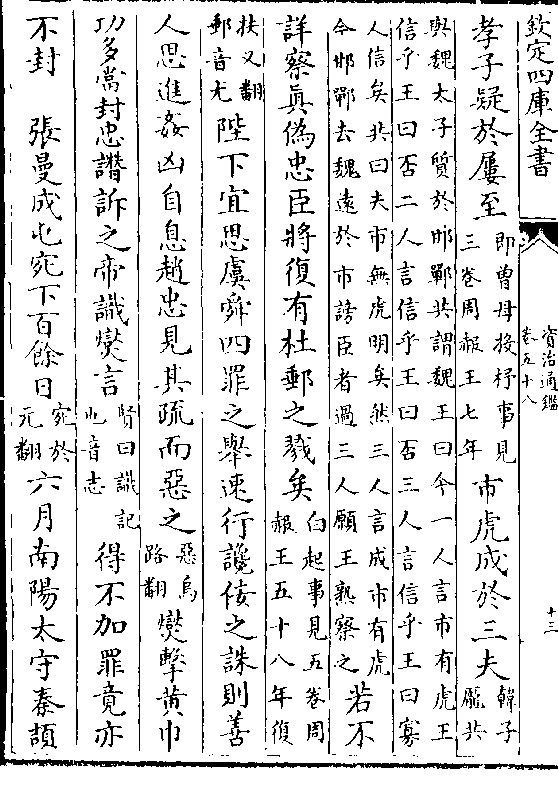 欽定四庫全書
資治通鑑
卷五十八
十三
孝子疑於屢至即曽母投杼事見三卷周赧王七年市虎成於三夫韓子龐共
與魏太子質於邯鄲共謂魏王曰今一人言市有虎王
信乎王曰否二人言信乎王曰否三人言信乎王曰寡
人信矣共曰夫市無虎明矣然三人言成市有虎
今邯鄲去魏遠於市謗臣者過三人願王熟察之若不
詳察眞偽忠臣將復有杜郵之戮矣白起事見五卷周赧王五十八年復
扶又翻郵音尤陛下宜思虞舜四罪之舉速行讒佞之誅則善
人思進姦凶自息趙忠見其疏而惡之惡烏路翻燮擊黄巾
功多當封忠譖訴之帝識燮言賢曰識記也音志得不加罪竟亦
不封　張曼成屯宛下百餘日宛於元翻六月南陽太守秦頡